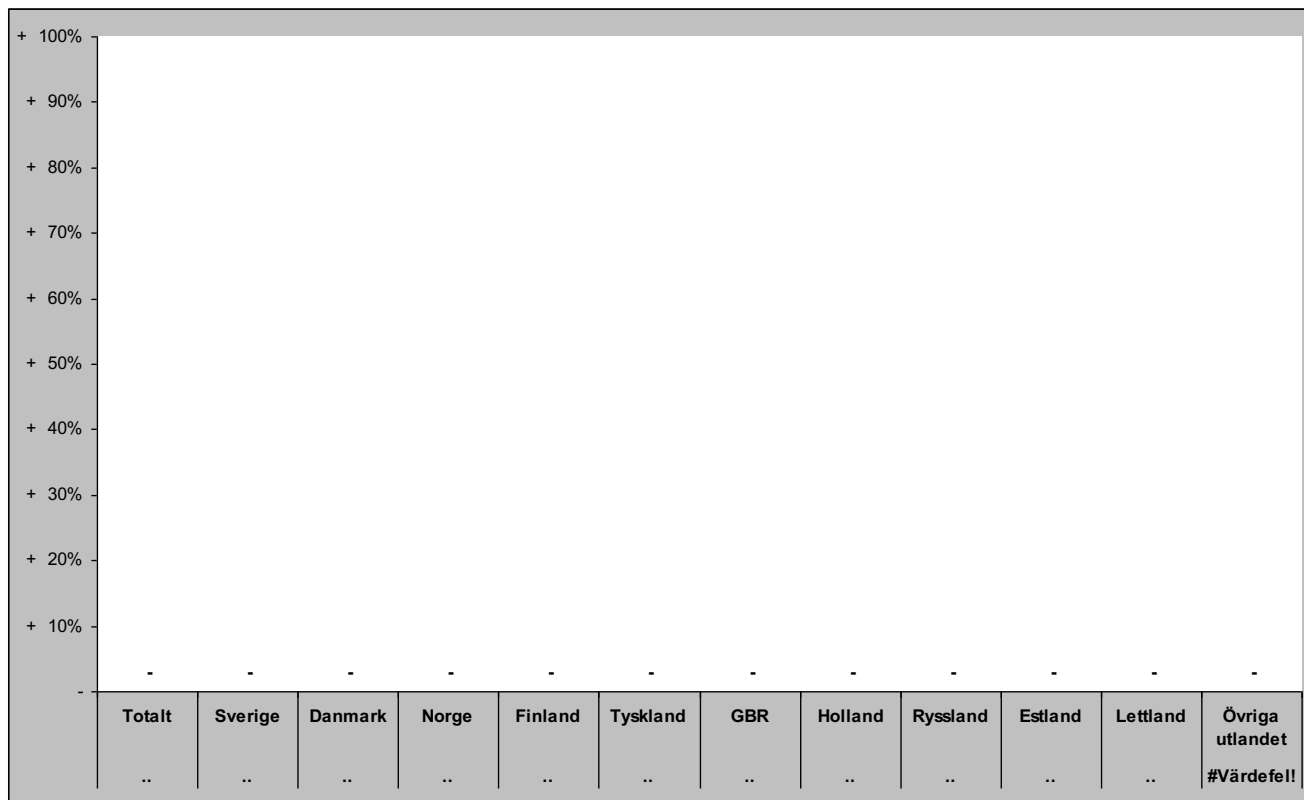 + 100%
+ 90%
+ 80%
+ 70%
+ 60%
+ 50%
+ 40%
+ 30%
+ 20%
+ 10%
- - - - - - - - - - - -
-
Totalt Sverige Danmark Norge Finland Tyskland GBR Holland Ryssland Estland Lettland Övriga
utlandet
.. .. .. .. .. .. .. .. .. .. .. #Värdefel!